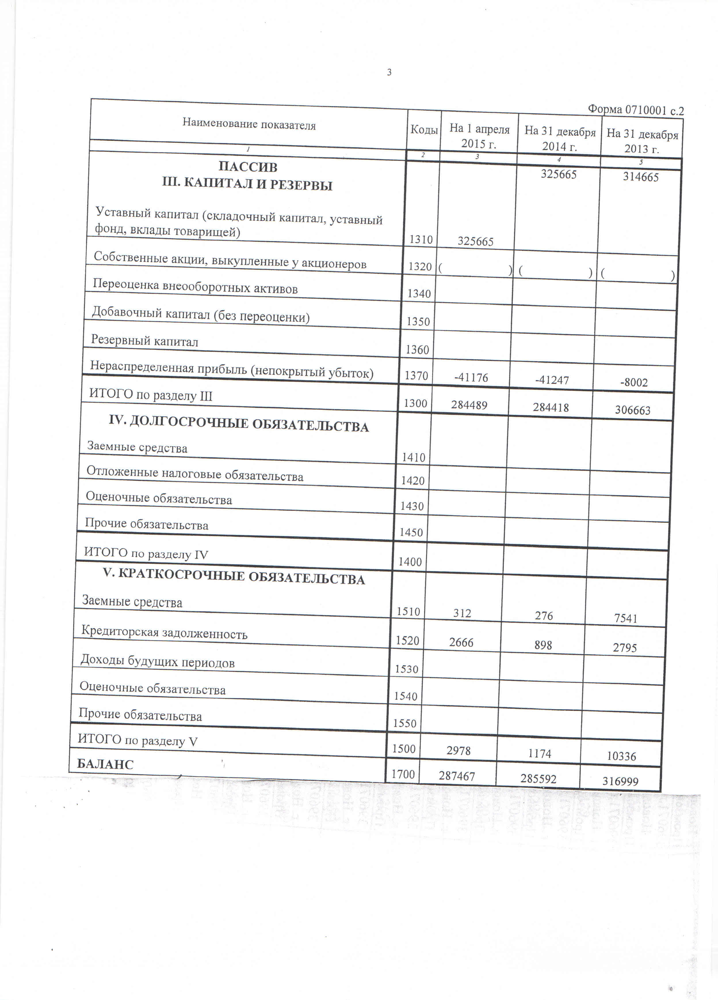 3
Форма 0710001 с.2
Наименование показателя Коды На 1 апреля 2015 г. На 31 декабря 2014 г. На 31 декабря 2013 г.
1 2 3 4 5
ПАССИВ 325665 314665
III. КАПИТАЛ И РЕЗЕРВЫ
Уставный капитал (складочный капитал, уставный
фонд, вклады товарищей) 1310 325665
Собственные акции, выкупленные у акционеров 1320 ( ) ( ) ( )
Переоценка внеооборотных активов 1340
Добавочный капитал (без переоценки) 1350
Резервный капитал 1360
Нераспределенная прибыль (непокрытый убыток) 1370 -41176 -41247 -8002
ИТОГО по разделу III 1300 284489 284418 306663
IV. ДОЛГОСРОЧНЫЕ ОБЯЗАТЕЛЬСТВА
Заемные средства 1410
Отложенные налоговые обязательства 1420
Оценочные обязательства 1430
Прочие обязательства 1450
ИТОГО по разделу IV 1400
V. КРАТКОСРОЧНЫЕ ОБЯЗАТЕЛЬСТВА
Заемные средства 1510 312 276 7541
Кредиторская задолженность 1520 2666 898 2795
Доходы будущих периодов 1530
Оценочные обязательства 1540
Прочие обязательства 1550
ИТОГО по разделу V 1500 2978 1174 10336
БАЛАНС 1700 287467 285592 316999